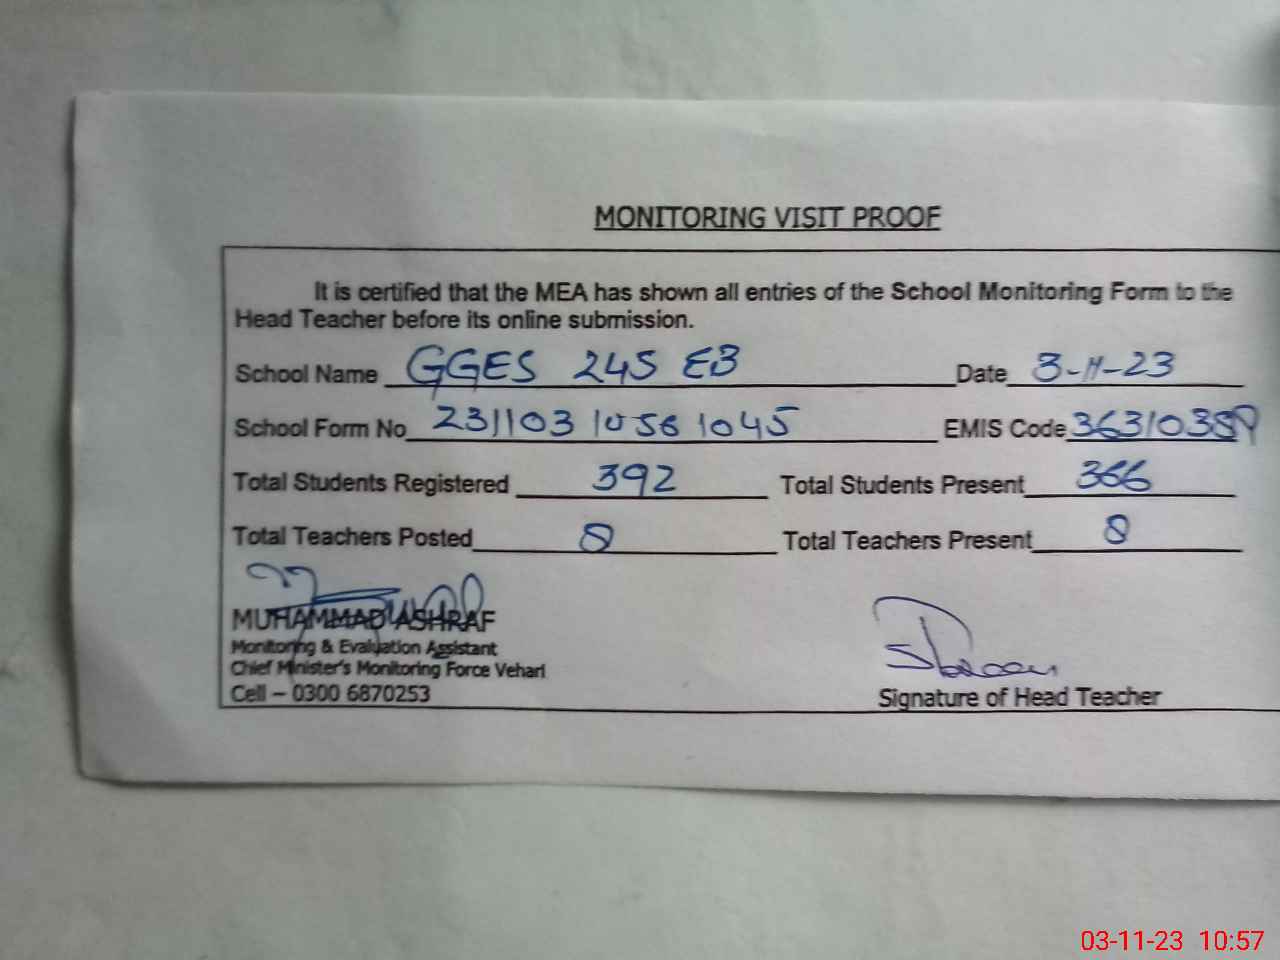 MONITORING VISIT PROOF
It is certified that the MEA has shown all entries of the School Monitoring Form to the
Head Teacher before its online submission.
School Name GGES 245 EB Date 3-11-23
School Form No 231103 10561045 EMIS Code 36310389
Total Students Registered 392 Total Students Present 366
Total Teachers Posted 8 Total Teachers Present 8
MUHAMMAD ASHRAF
Monitoring & Evaluation Assistant
Chief Minister's Monitoring Force Vehari
Cell – 0300 6870253
Signature of Head Teacher
03-11-23 10:57